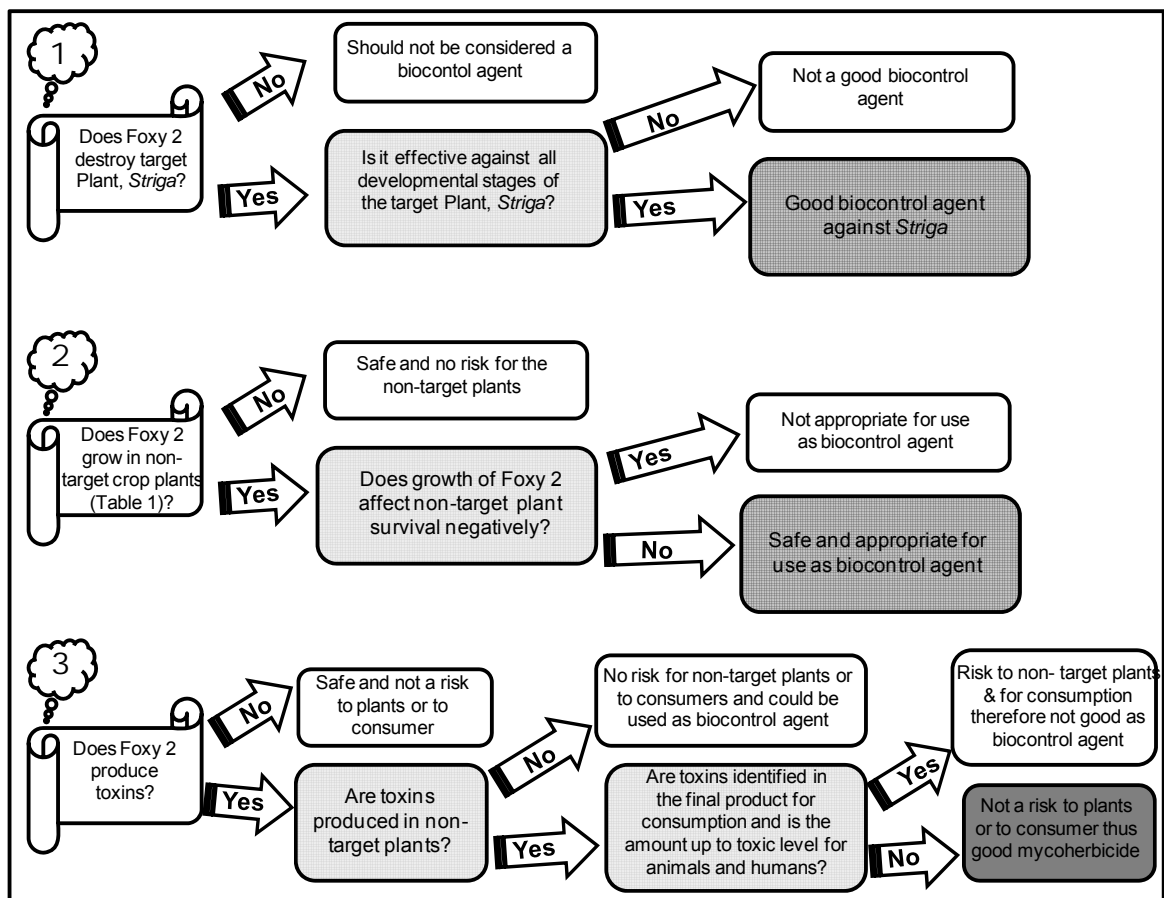 1
Does Foxy 2
destroy target
Plant, Striga?
No
Should not be considered a
biocontol agent
Yes
Is it effective against all
developmental stages of
the target Plant, Striga?
No
Not a good biocontrol
agent
Yes
Good biocontrol agent
against Striga
2
Does Foxy 2
grow in non-
target crop plants
(Table 1)?
No
Safe and no risk for the
non-target plants
Yes
Does growth of Foxy 2
affect non-target plant
survival negatively?
Yes
Not appropriate for use
as biocontrol agent
No
Safe and appropriate for
use as biocontrol agent
3
Does Foxy 2
produce
toxins?
No
Safe and not a risk
to plants or to
consumer
Yes
Are toxins
produced in non-
target plants?
No
No risk for non-target plants or
to consumers and could be
used as biocontrol agent
Yes
Are toxins identified in
the final product for
consumption and is the
amount up to toxic level for
animals and humans?
Yes
Risk to non- target plants
& for consumption
therefore not good as
biocontrol agent
No
Not a risk to plants
or to consumer thus
good mycoherbicide